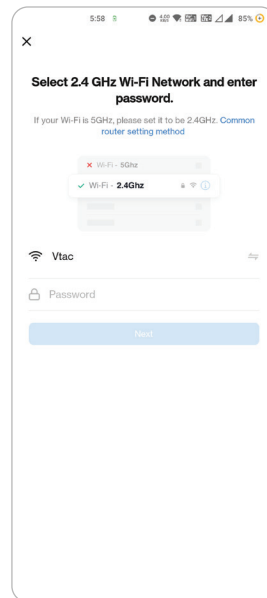 5:58
4.00
85%
Select 2.4 GHz Wi-Fi Network and enter
password.
If your Wi-Fi is 5GHz, please set it to be 2.4GHz. Common
router setting method
Wi-Fi - 5Ghz
Wi-Fi - 2.4Ghz
Vtac
Password
Next